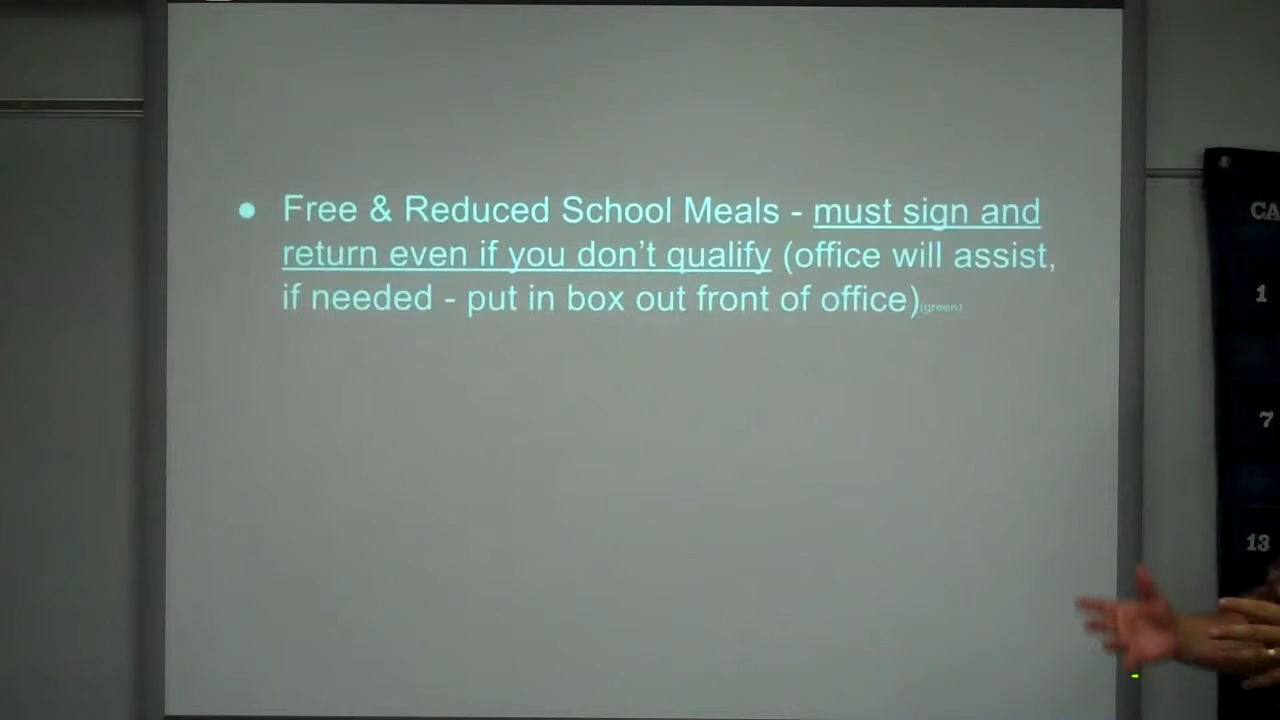 ● Free & Reduced School Meals - must sign and
return even if you don't qualify (office will assist,
if needed - put in box out front of office)(green)
CA
1
7
13